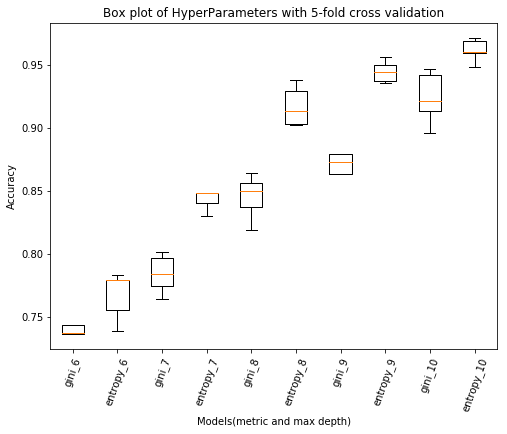 Box plot of HyperParameters with 5-fold cross validation
Accuracy
0.95
0.90
0.85
0.80
0.75
gini_6
entropy_6
gini_7
entropy_7
gini_8
entropy_8
gini_9
entropy_9
gini_10
entropy_10
Models(metric and max depth)